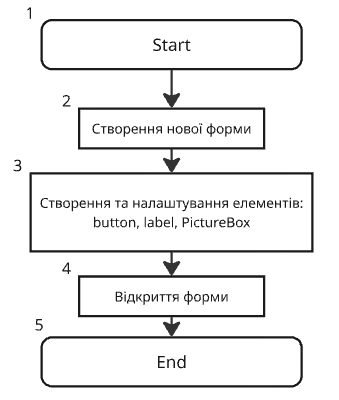 1
Start
2
Створення нової форми
3
Створення та налаштування елементів:
button, label, PictureBox
4
Відкриття форми
5
End